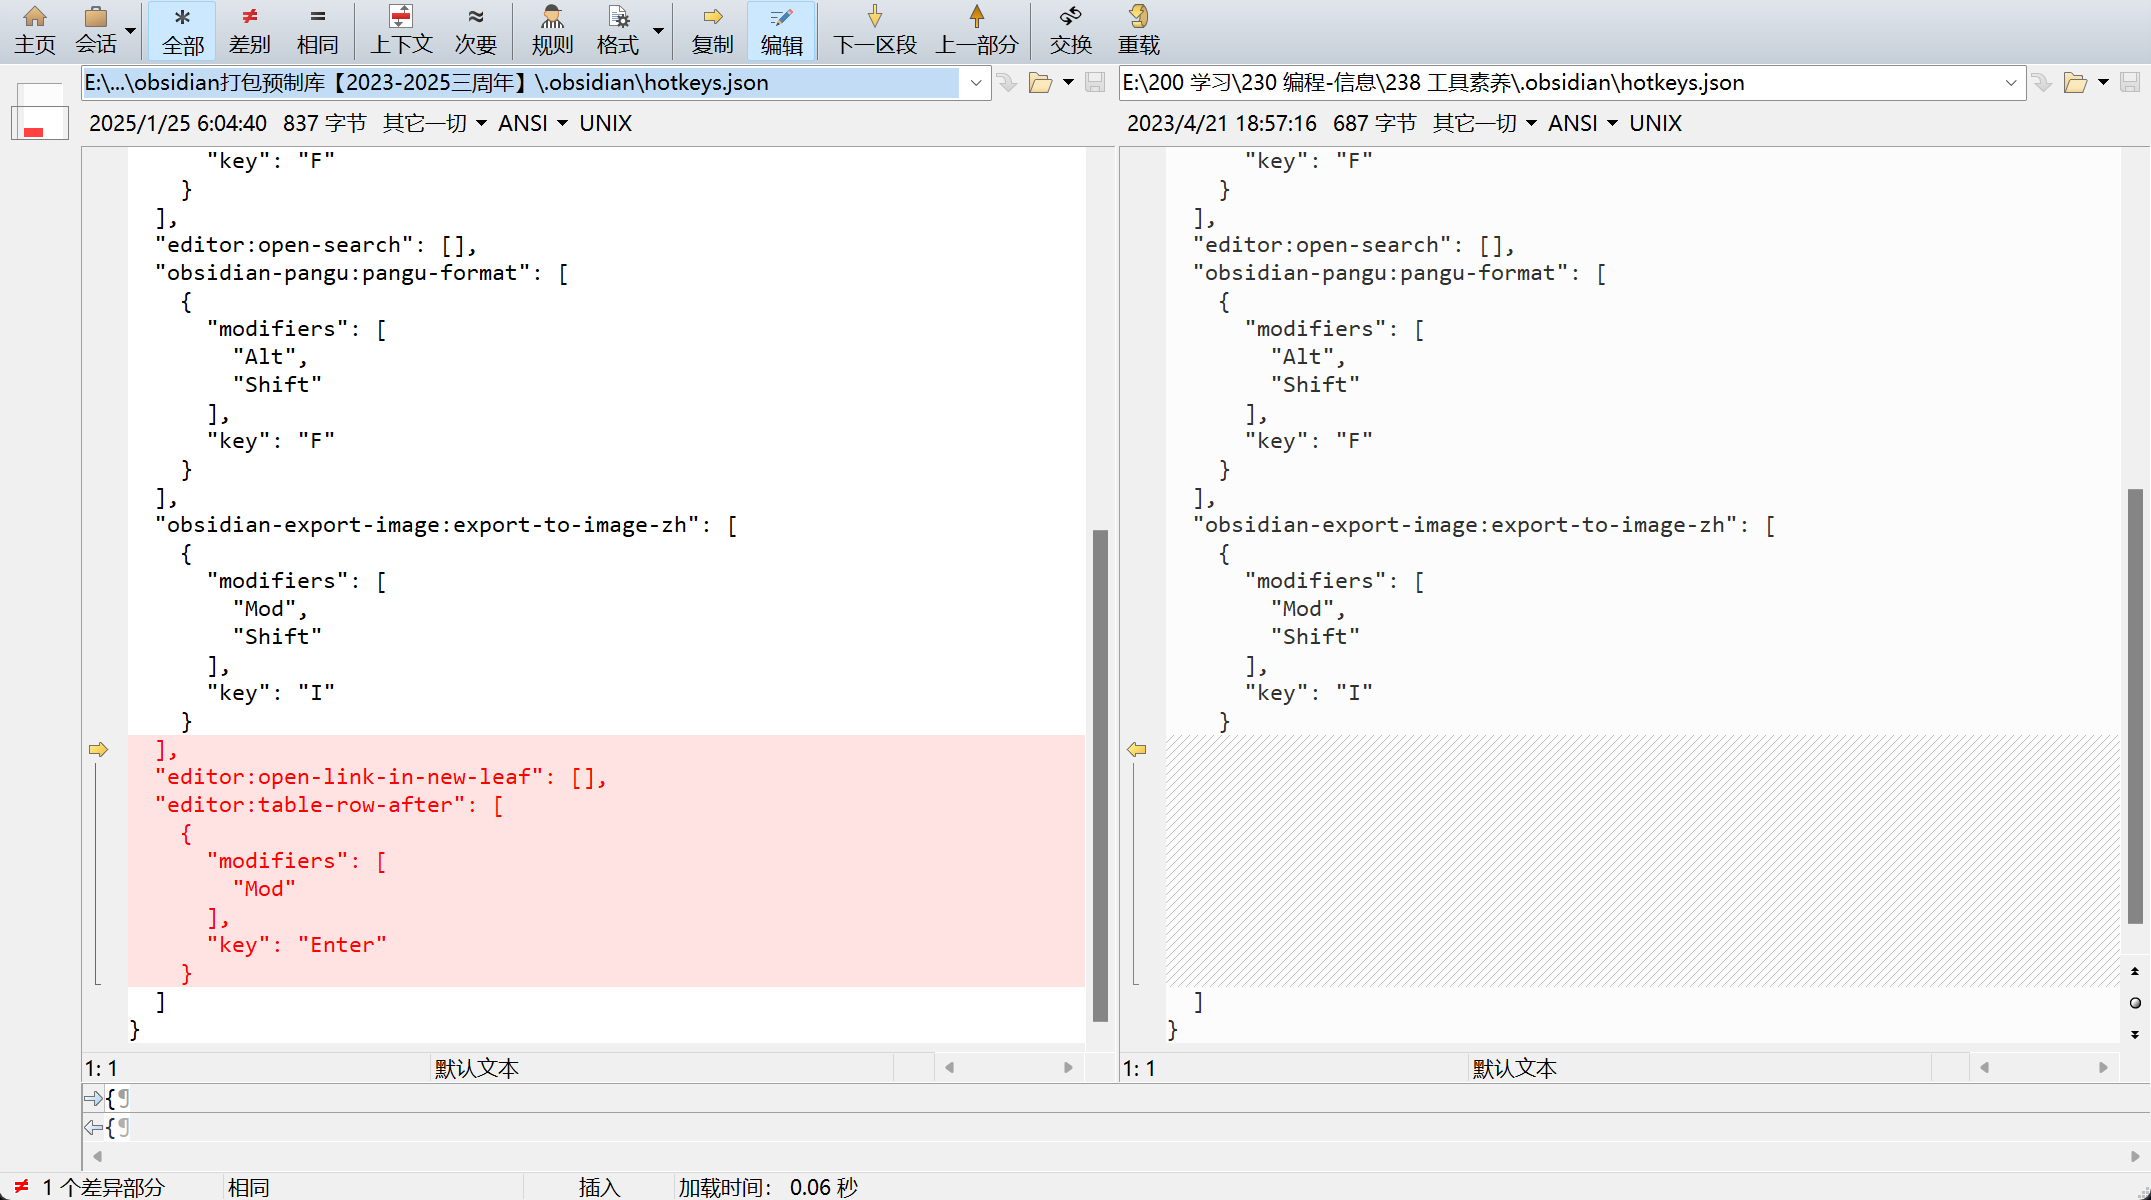 主页 会话 全部 差别 相同 上下文 次要 规则 格式 复制 编辑 下一区段 上一部分 交换 重载
E:\...\obsidian打包预制库【2023-2025三周年】\.obsidian\hotkeys.json
2025/1/25 6:04:40 837 字节 其它一切 ANSI UNIX
"key": "F"
}
],
"editor:open-search": [],
"obsidian-pangu:pangu-format": [
{
"modifiers": [
"Alt",
"Shift"
],
"key": "F"
}
],
"obsidian-export-image:export-to-image-zh": [
{
"modifiers": [
"Mod",
"Shift"
],
"key": "I"
}
],
"editor:open-link-in-new-leaf": [],
"editor:table-row-after": [
{
"modifiers": [
"Mod"
],
"key": "Enter"
}
]
}
1: 1 默认文本
E:\200 学习\230 编程-信息\238 工具素养\.obsidian\hotkeys.json
2023/4/21 18:57:16 687 字节 其它一切 ANSI UNIX
"key": "F"
}
],
"editor:open-search": [],
"obsidian-pangu:pangu-format": [
{
"modifiers": [
"Alt",
"Shift"
],
"key": "F"
}
],
"obsidian-export-image:export-to-image-zh": [
{
"modifiers": [
"Mod",
"Shift"
],
"key": "I"
}
]
}
1: 1 默认文本
{¶
{¶
1 个差异部分 相同 插入 加载时间： 0.06 秒